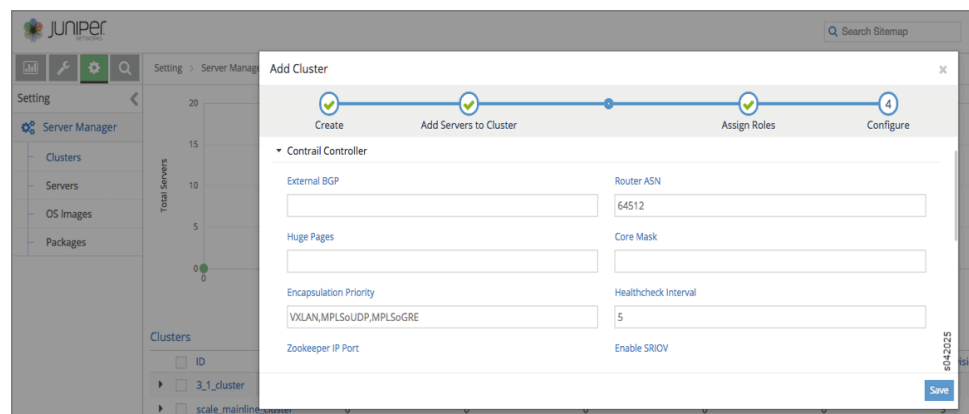 JUNIPER
NETWORKS
Search Sitemap
Setting > Server Manage
Add Cluster
×
Setting
Server Manager
Clusters
Servers
OS Images
Packages
Total Servers
20
15
10
5
0
0
Create
Add Servers to Cluster
Assign Roles
4
Configure
Contrail Controller
External BGP
Router ASN
64512
Huge Pages
Core Mask
Encapsulation Priority
Healthcheck Interval
VXLAN,MPLSoUDP,MPLSoGRE
5
Zookeeper IP Port
Enable SRIOV
Save
s042025
Clusters
ID
3_1_cluster
scale_mainline_cluster